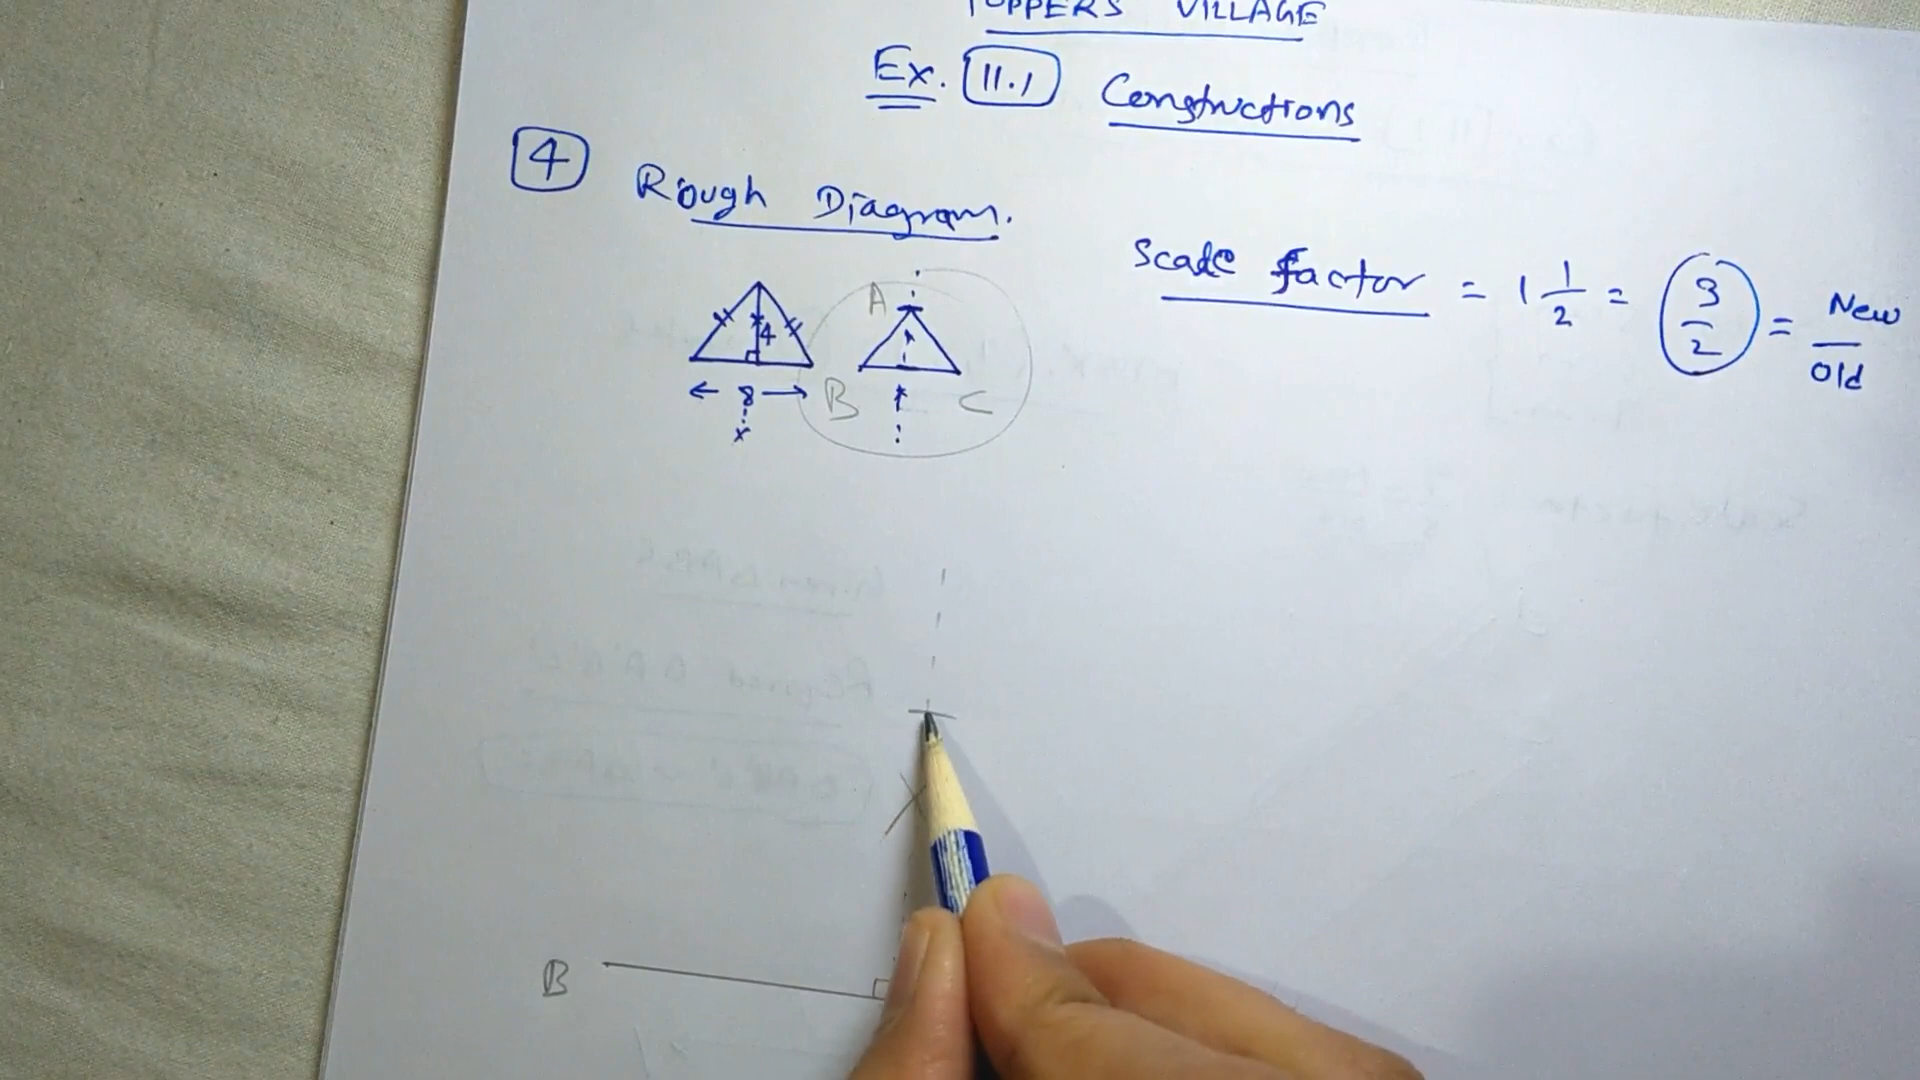 TOPPERS VILLAGE
Ex. 11.1 Constructions
4 Rough Diagram.
Scale factor = 1 1/2 = 3/2 = New/Old
4
A
← 8 →
x
B
C
B